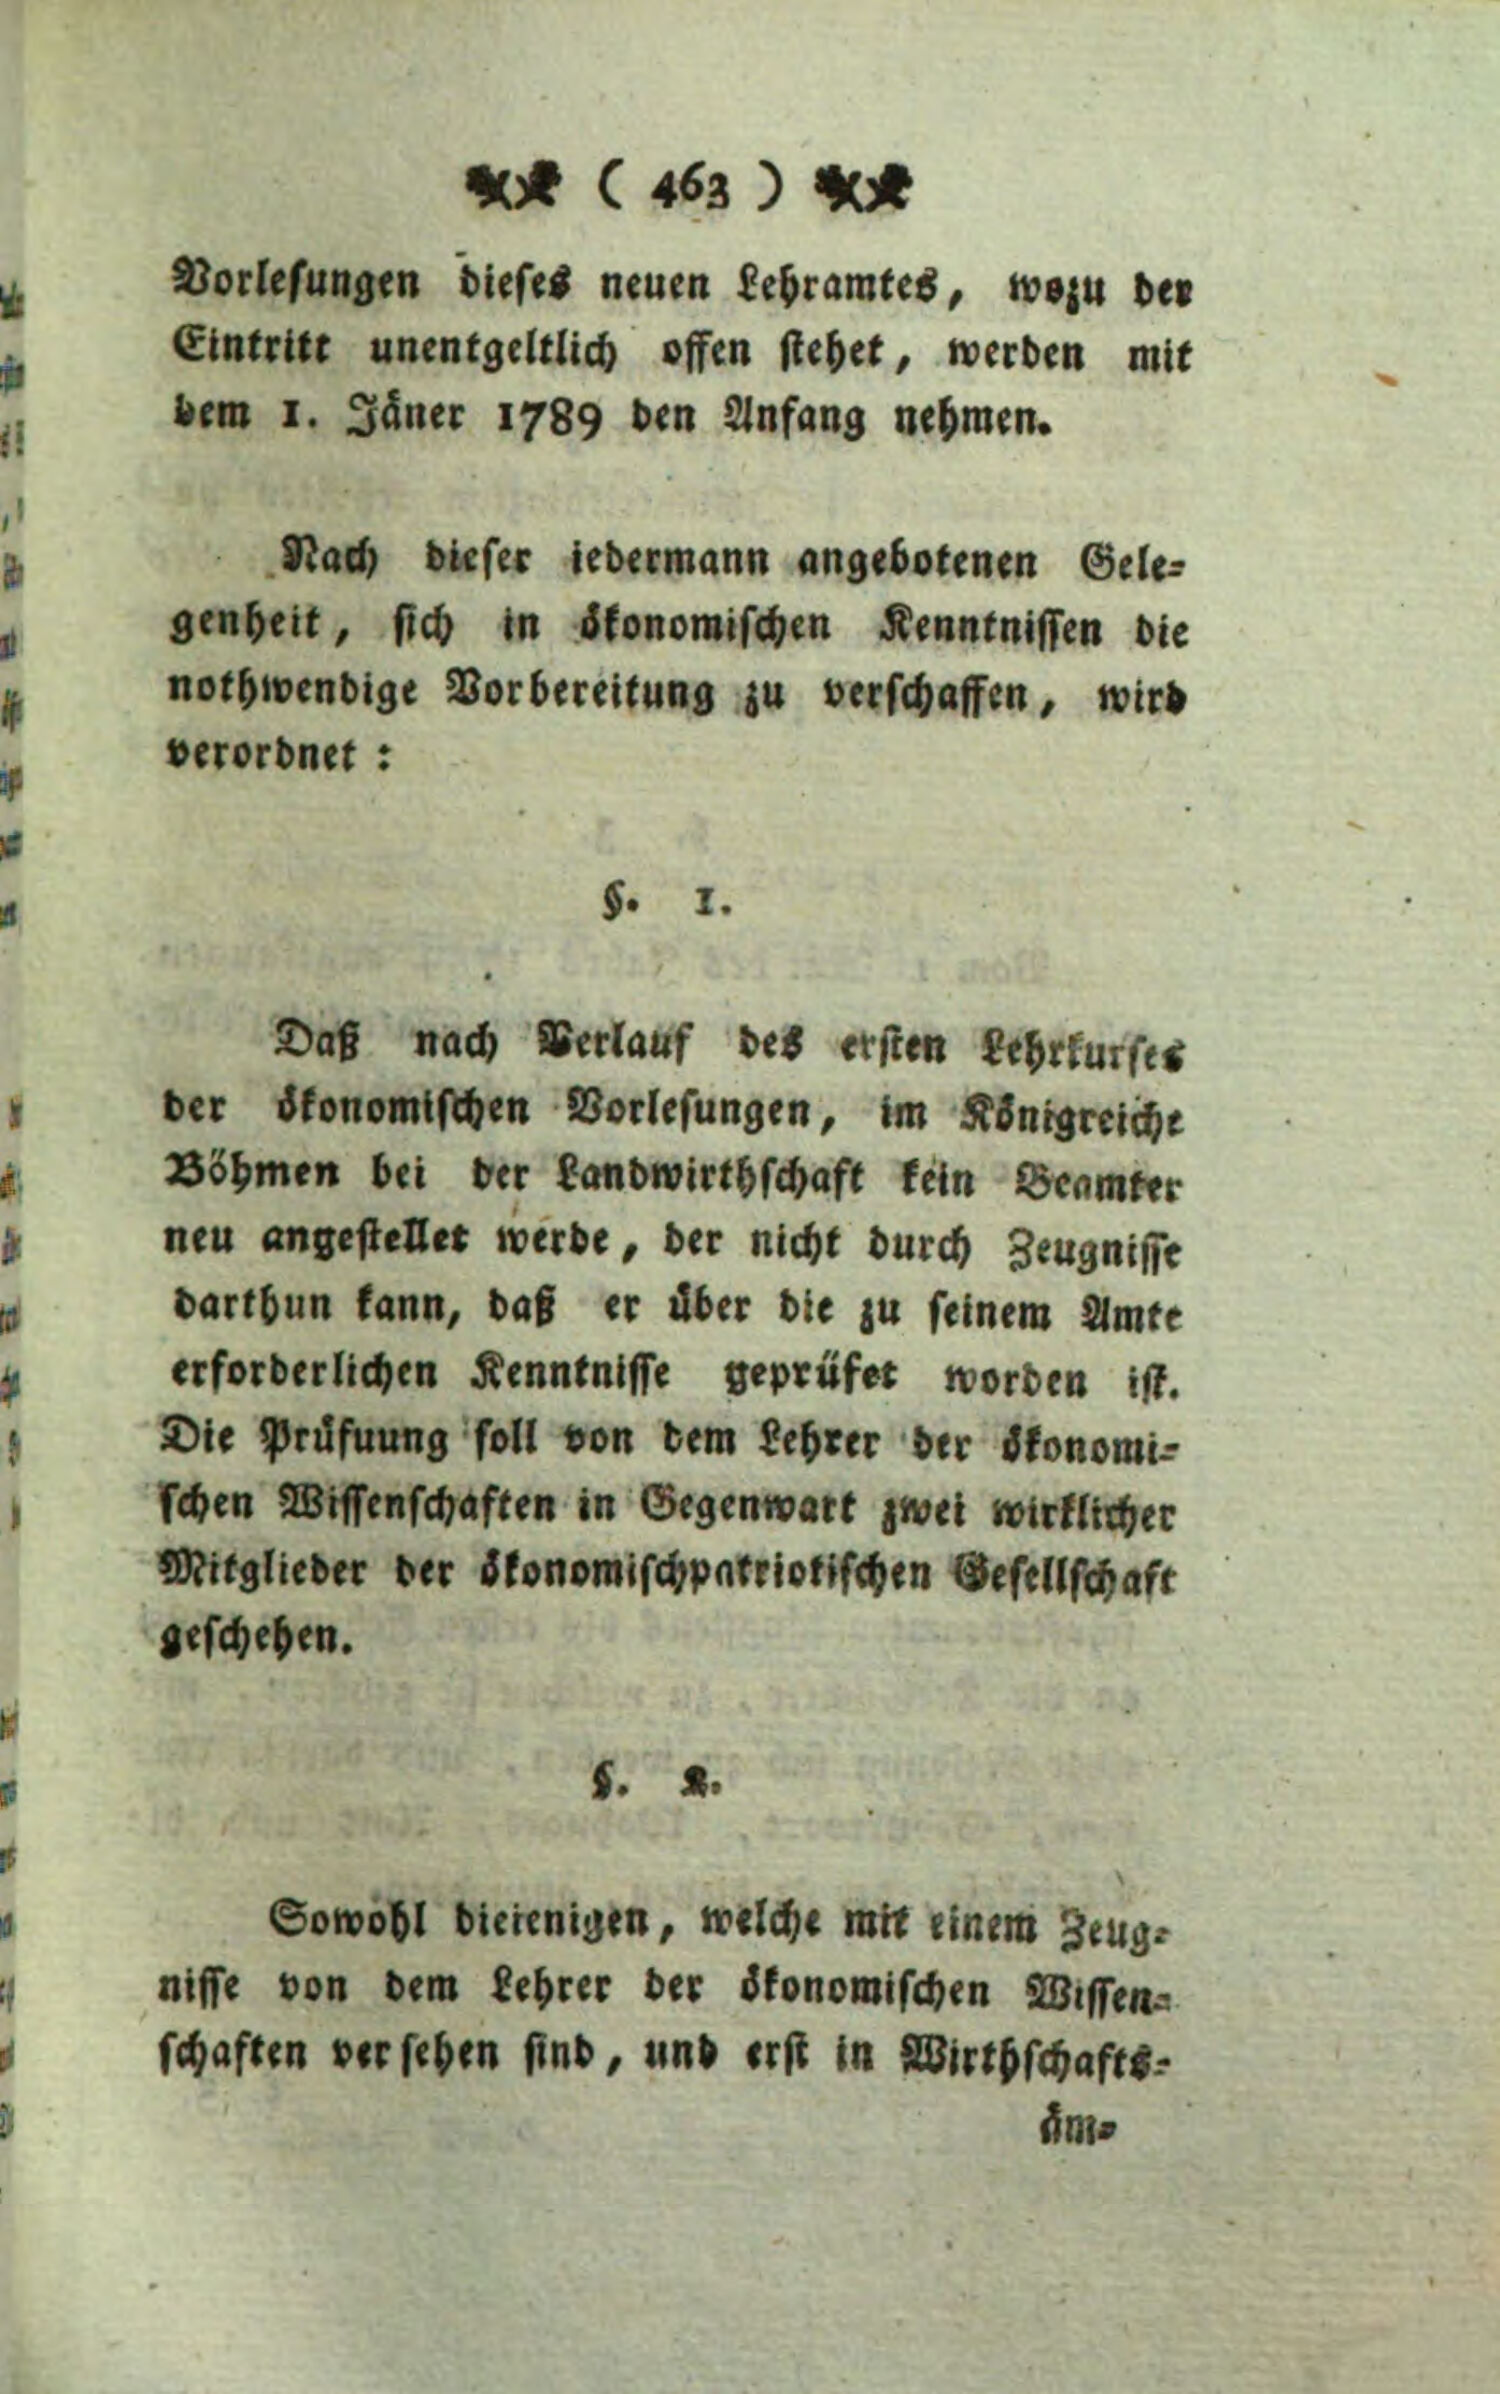 ( 463 )
Vorlesungen dieses neuen Lehramtes, wozu der
Eintritt unentgeltlich offen stehet, werden mit
dem 1. Jäner 1789 den Anfang nehmen.
Nach dieser iedermann angebotenen Gele=
genheit, sich in ökonomischen Kenntnissen die
nothwendige Vorbereitung zu verschaffen, wird
verordnet:
§. 1.
Daß nach Verlauf des ersten Lehrkurses
der ökonomischen Vorlesungen, im Königreiche
Böhmen bei der Landwirthschaft kein Beamter
neu angestellet werde, der nicht durch Zeugnisse
darthun kann, daß er über die zu seinem Amte
erforderlichen Kenntnisse geprüfet worden ist.
Die Prüfuung soll von dem Lehrer der ökonomi=
schen Wissenschaften in Gegenwart zwei wirklicher
Mitglieder der ökonomischpatriotischen Gesellschaft
geschehen.
§. 2.
Sowohl dieienigen, welche mit einem Zeug=
nisse von dem Lehrer der ökonomischen Wissen=
schaften versehen sind, und erst in Wirthschafts=
äm=